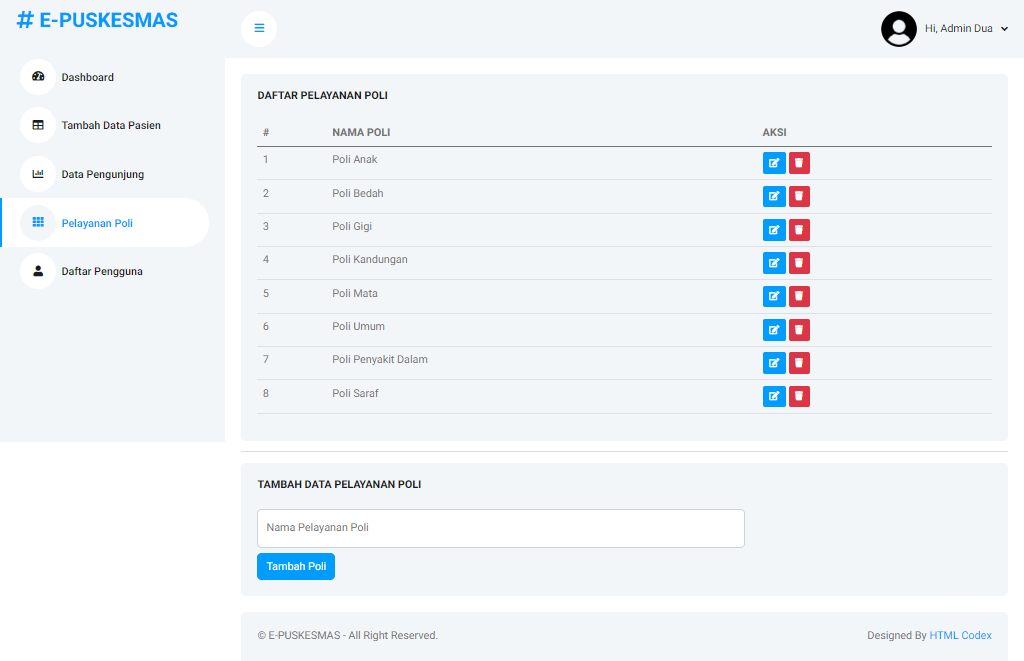 # E-PUSKESMAS
Hi, Admin Dua
Dashboard
Tambah Data Pasien
Data Pengunjung
Pelayanan Poli
Daftar Pengguna
DAFTAR PELAYANAN POLI
# NAMA POLI AKSI
1 Poli Anak
2 Poli Bedah
3 Poli Gigi
4 Poli Kandungan
5 Poli Mata
6 Poli Umum
7 Poli Penyakit Dalam
8 Poli Saraf
TAMBAH DATA PELAYANAN POLI
Nama Pelayanan Poli
Tambah Poli
© E-PUSKESMAS - All Right Reserved. Designed By HTML Codex